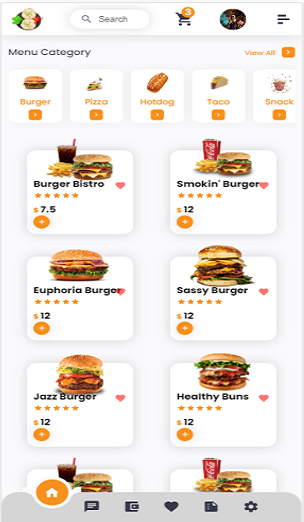 Search
3
Menu Category
View All
Burger
Pizza
Hotdog
Taco
Snack
Burger Bistro
$ 7.5
Smokin' Burger
$ 12
Euphoria Burger
$ 12
Sassy Burger
$ 12
Jazz Burger
$ 12
Healthy Buns
$ 12